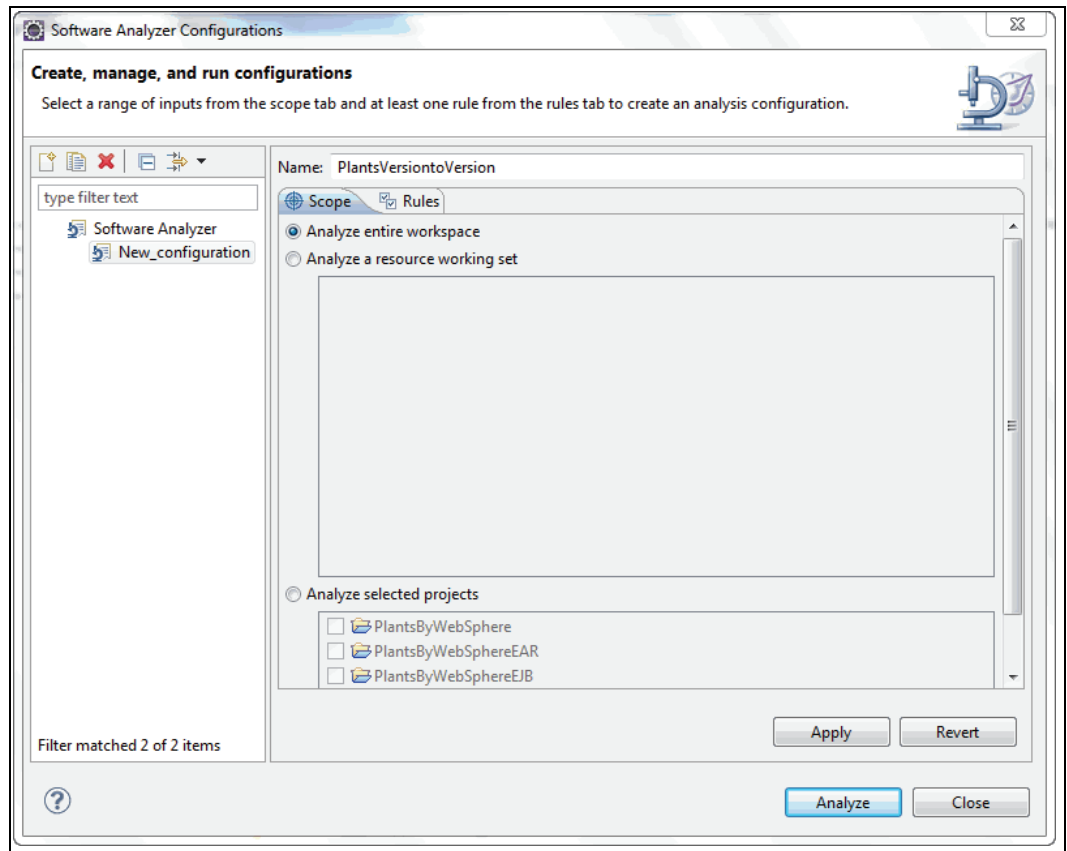 Software Analyzer Configurations
Create, manage, and run configurations
Select a range of inputs from the scope tab and at least one rule from the rules tab to create an analysis configuration.
type filter text
Software Analyzer
New_configuration
Filter matched 2 of 2 items
Name: PlantsVersiontoVersion
Scope Rules
Analyze entire workspace
Analyze a resource working set
Analyze selected projects
PlantsByWebSphere
PlantsByWebSphereEAR
PlantsByWebSphereEJB
Apply Revert
? Analyze Close